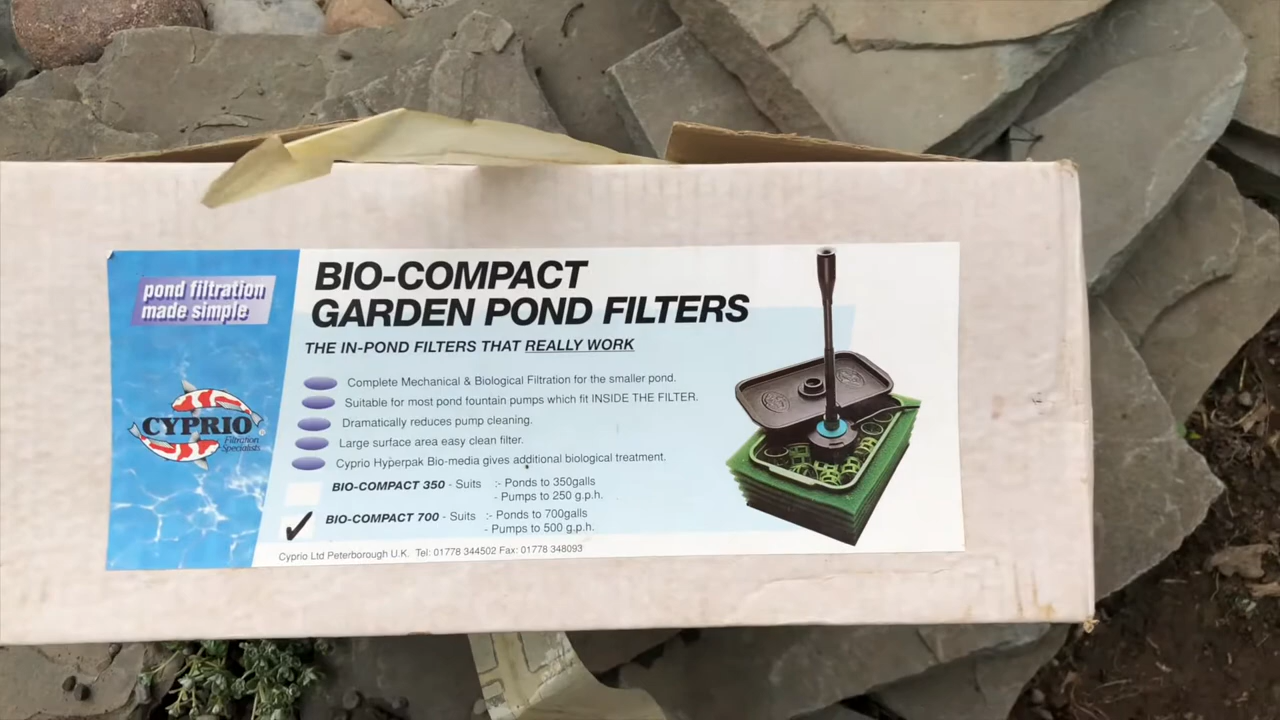 pond filtration
made simple
CYPRIO®
Filtration
Specialists
BIO-COMPACT
GARDEN POND FILTERS
THE IN-POND FILTERS THAT REALLY WORK
Complete Mechanical & Biological Filtration for the smaller pond.
Suitable for most pond fountain pumps which fit INSIDE THE FILTER.
Dramatically reduces pump cleaning.
Large surface area easy clean filter.
Cyprio Hyperpak Bio-media gives additional biological treatment.
BIO-COMPACT 350 - Suits :- Ponds to 350galls
- Pumps to 250 g.p.h.
BIO-COMPACT 700 - Suits :- Ponds to 700galls
- Pumps to 500 g.p.h.
Cyprio Ltd Peterborough U.K. Tel: 01778 344502 Fax: 01778 348093